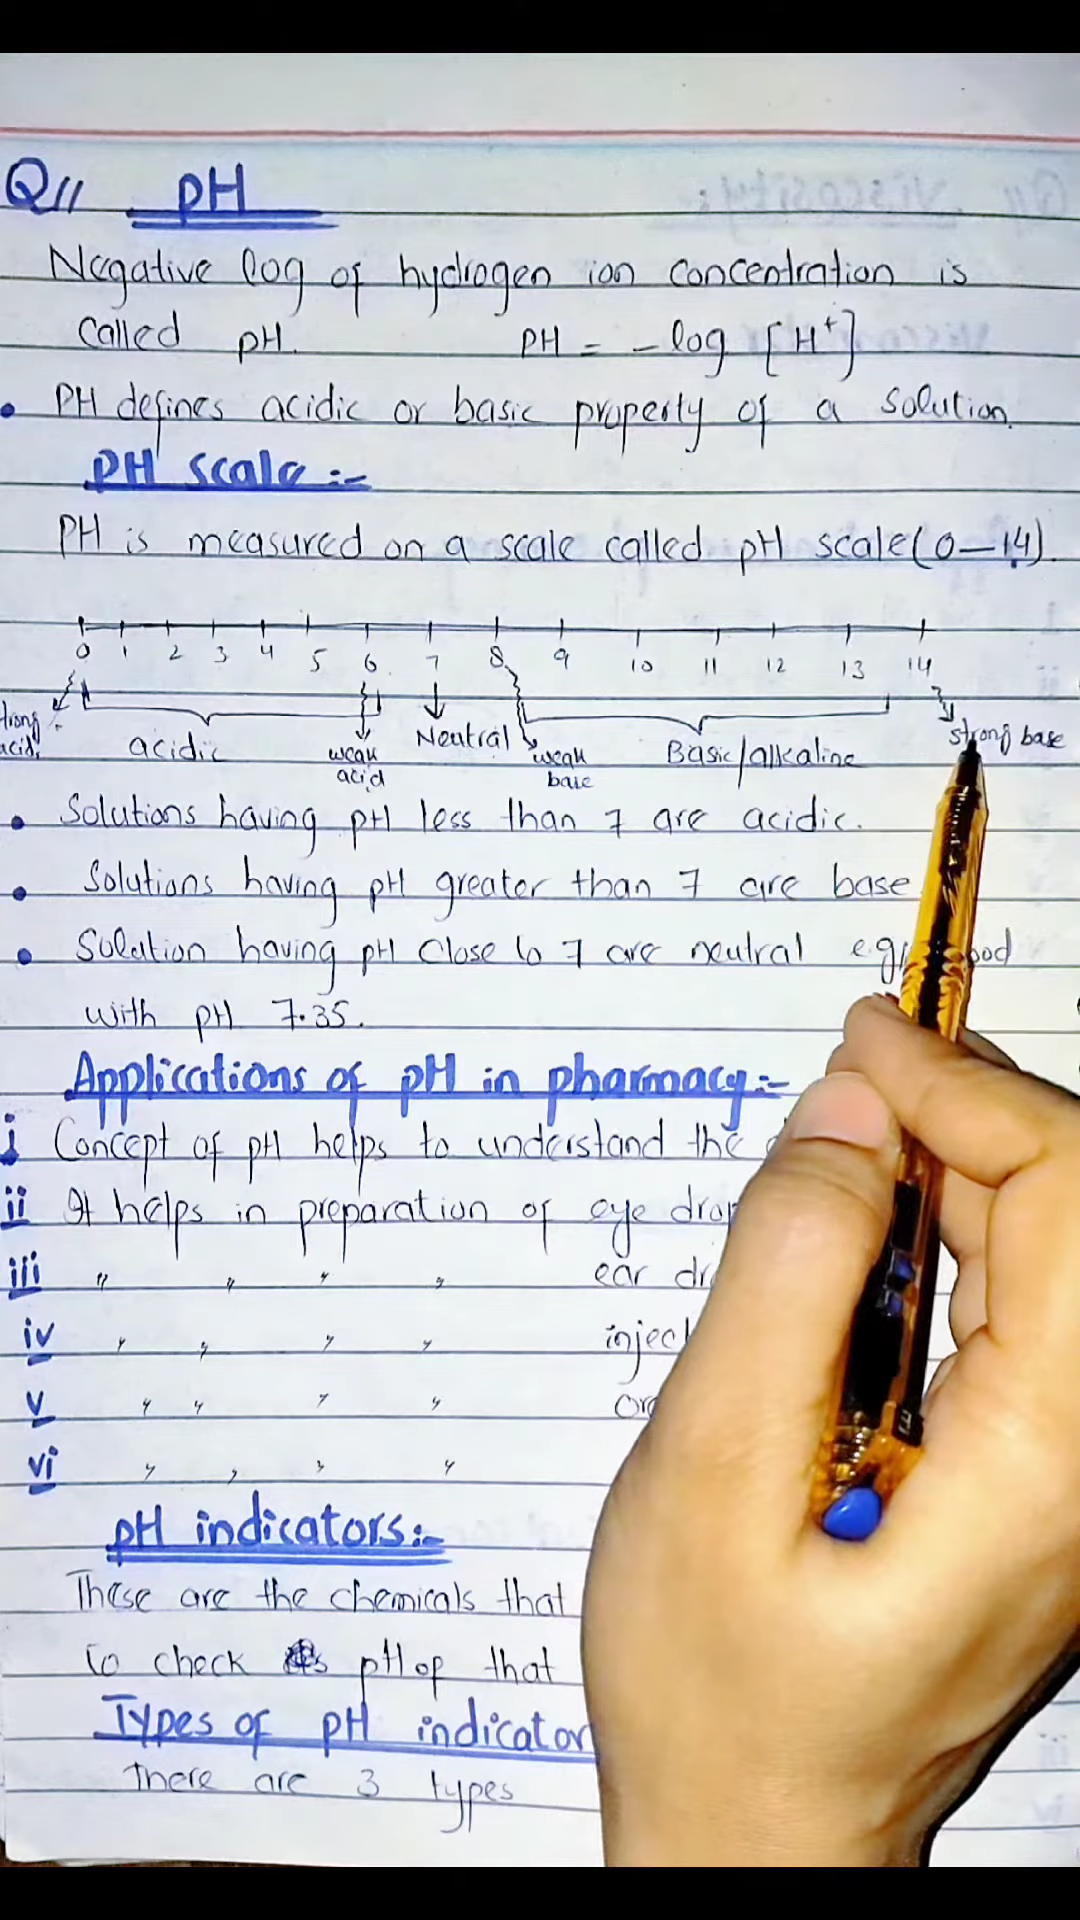 Q11 pH
Negative log of hydrogen ion concentration is
called pH. PH = - log [H+]
• PH defines acidic or basic property of a solution.
PH scale :-
PH is measured on a scale called pH scale (0-14).
0 1 2 3 4 5 6 7 8 9 10 11 12 13 14
acidic weak acid Neutral weak base Basic/alkaline strong base
• Solutions having pH less than 7 are acidic.
• Solutions having pH greater than 7 are base
• Solution having pH close to 7 are neutral e.g,
with pH 7.35.
Applications of pH in pharmacy:-
i Concept of pH helps to understand the
ii It helps in preparation of eye
iii " " " " ear
iv " " " "
v " " " "
vi " " " "
pH indicators:-
These are the chemicals that
to check pH of that
Types of pH indicator
There are 3 types